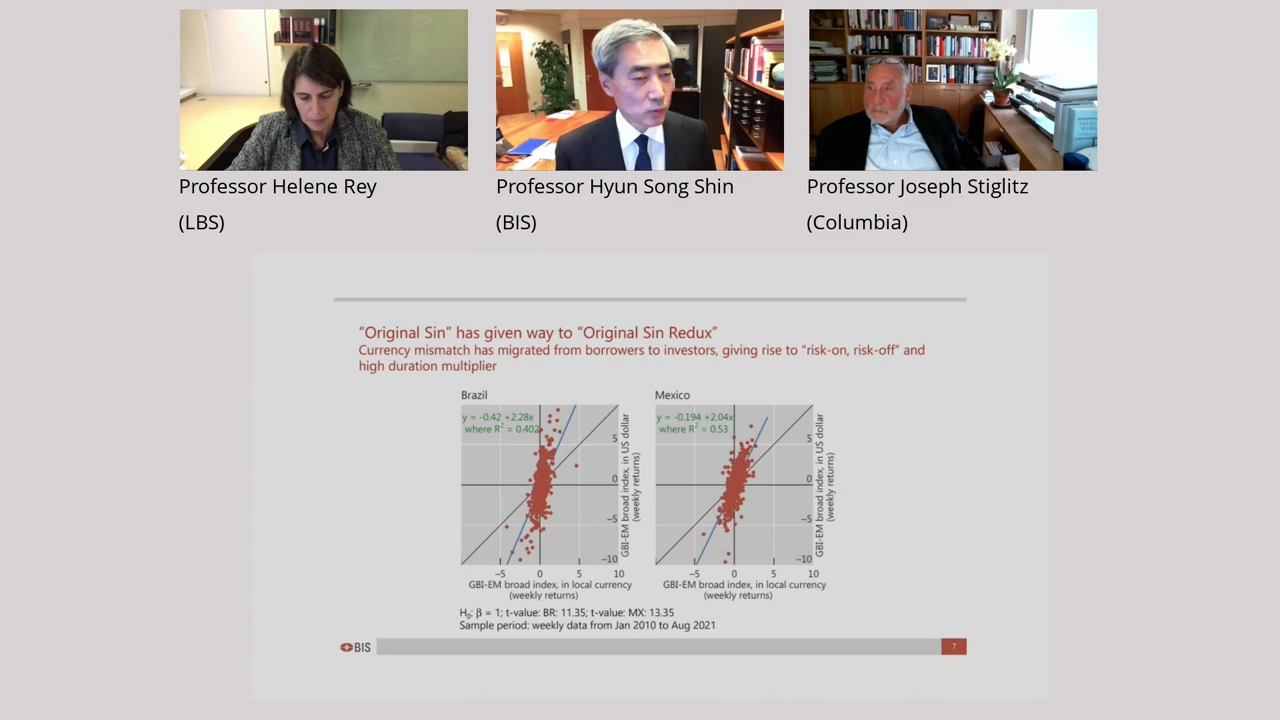 Professor Helene Rey
(LBS)
Professor Hyun Song Shin
(BIS)
Professor Joseph Stiglitz
(Columbia)
“Original Sin” has given way to “Original Sin Redux”
Currency mismatch has migrated from borrowers to investors, giving rise to “risk-on, risk-off” and
high duration multiplier
Brazil
y = -0.42 +2.28x
where R² = 0.402
5
0
−5
−10
GBI-EM broad index, in US dollar
(weekly returns)
−5 0 5 10
GBI-EM broad index, in local currency
(weekly returns)
Mexico
y = -0.194 +2.04x
where R² = 0.53
5
0
−5
−10
GBI-EM broad index, in US dollar
(weekly returns)
−5 0 5 10
GBI-EM broad index, in local currency
(weekly returns)
H₀: β = 1; t-value: BR: 11.35; t-value: MX: 13.35
Sample period: weekly data from Jan 2010 to Aug 2021
BIS
7